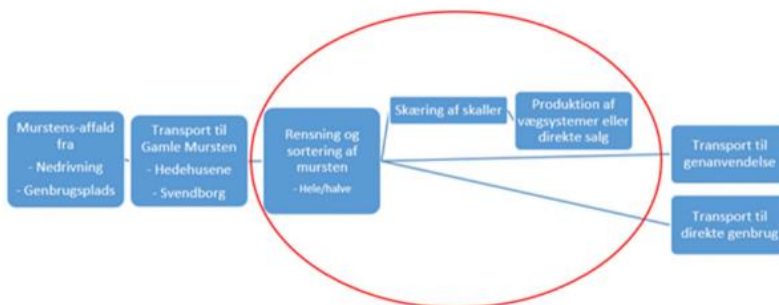 Murstens-affald
fra
- Nedrivning
- Genbrugsplads
Transport til
Gamle Mursten
- Hedehusene
- Svendborg
Rensning og
sortering af
mursten
- Hele/halve
Skæring af skaller
Produktion af
vægsystemer eller
direkte salg
Transport til
genanvendelse
Transport til
direkte genbrug